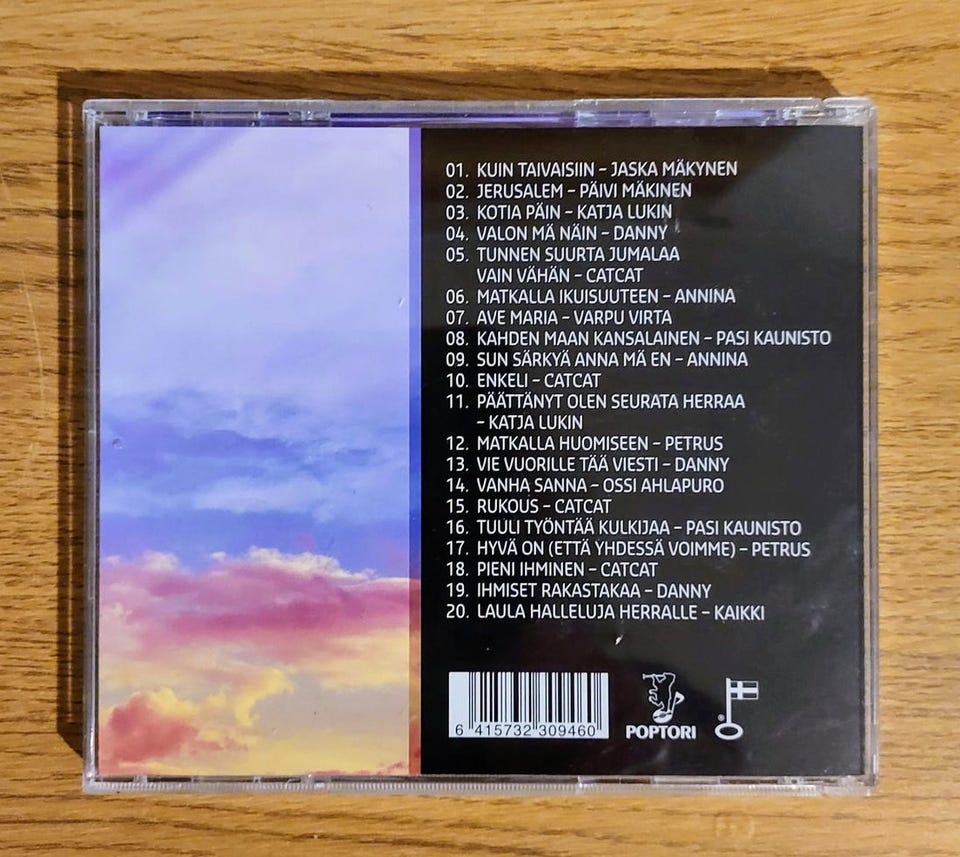 01. KUIN TAIVAISIIN – JASKA MÄKYNEN
02. JERUSALEM – PÄIVI MÄKINEN
03. KOTIA PÄIN – KATJA LUKIN
04. VALON MÄ NÄIN – DANNY
05. TUNNEN SUURTA JUMALAA
VAIN VÄHÄN – CATCAT
06. MATKALLA IKUISUUTEEN – ANNINA
07. AVE MARIA – VARPU VIRTA
08. KAHDEN MAAN KANSALAINEN – PASI KAUNISTO
09. SUN SÄRKYÄ ANNA MÄ EN – ANNINA
10. ENKELI – CATCAT
11. PÄÄTTÄNYT OLEN SEURATA HERRAA
– KATJA LUKIN
12. MATKALLA HUOMISEEN – PETRUS
13. VIE VUORILLE TÄÄ VIESTI – DANNY
14. VANHA SANNA – OSSI AHLAPURO
15. RUKOUS – CATCAT
16. TUULI TYÖNTÄÄ KULKIJAA – PASI KAUNISTO
17. HYVÄ ON (ETTÄ YHDESSÄ VOIMME) – PETRUS
18. PIENI IHMINEN – CATCAT
19. IHMISET RAKASTAKAA – DANNY
20. LAULA HALLELUJA HERRALLE – KAIKKI
6 415732 309460
POPTORI